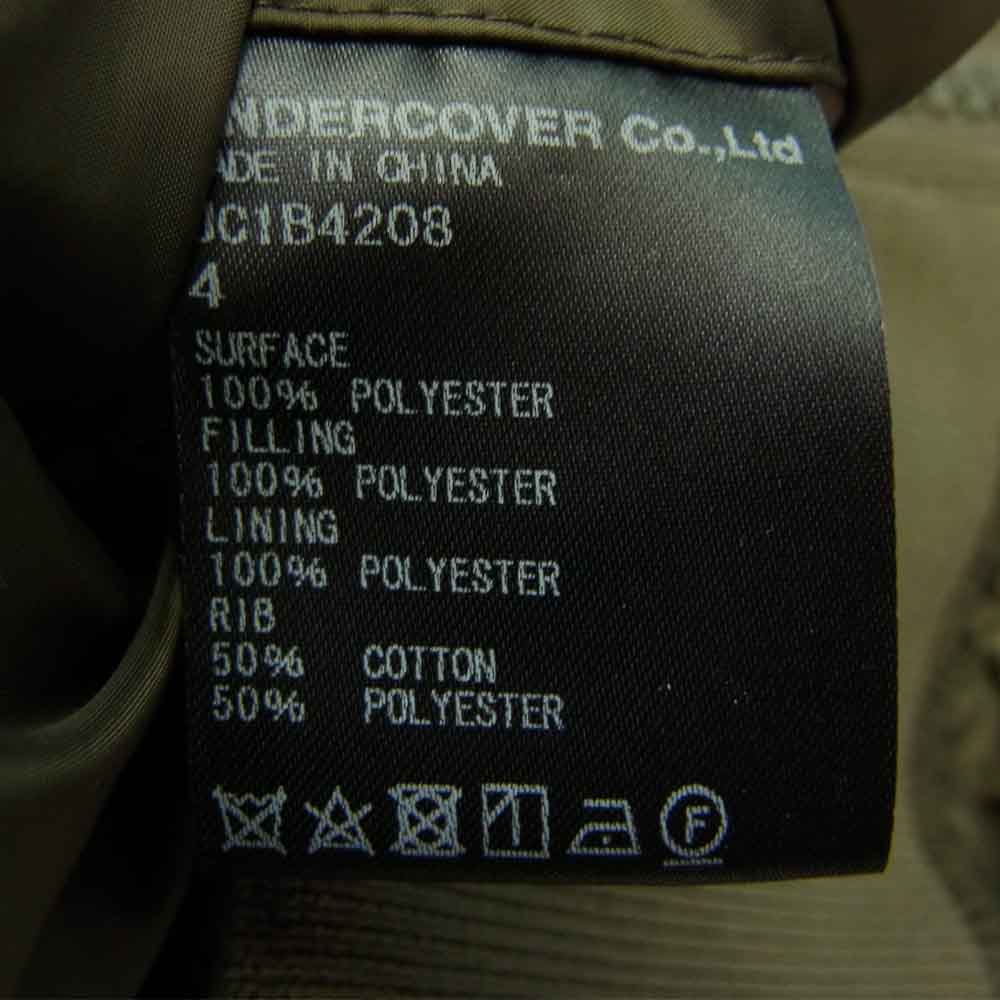 NDERCOVER Co.,Ltd
ADE IN CHINA
UC1B4208
4
SURFACE
100% POLYESTER
FILLING
100% POLYESTER
LINING
100% POLYESTER
RIB
50% COTTON
50% POLYESTER
F